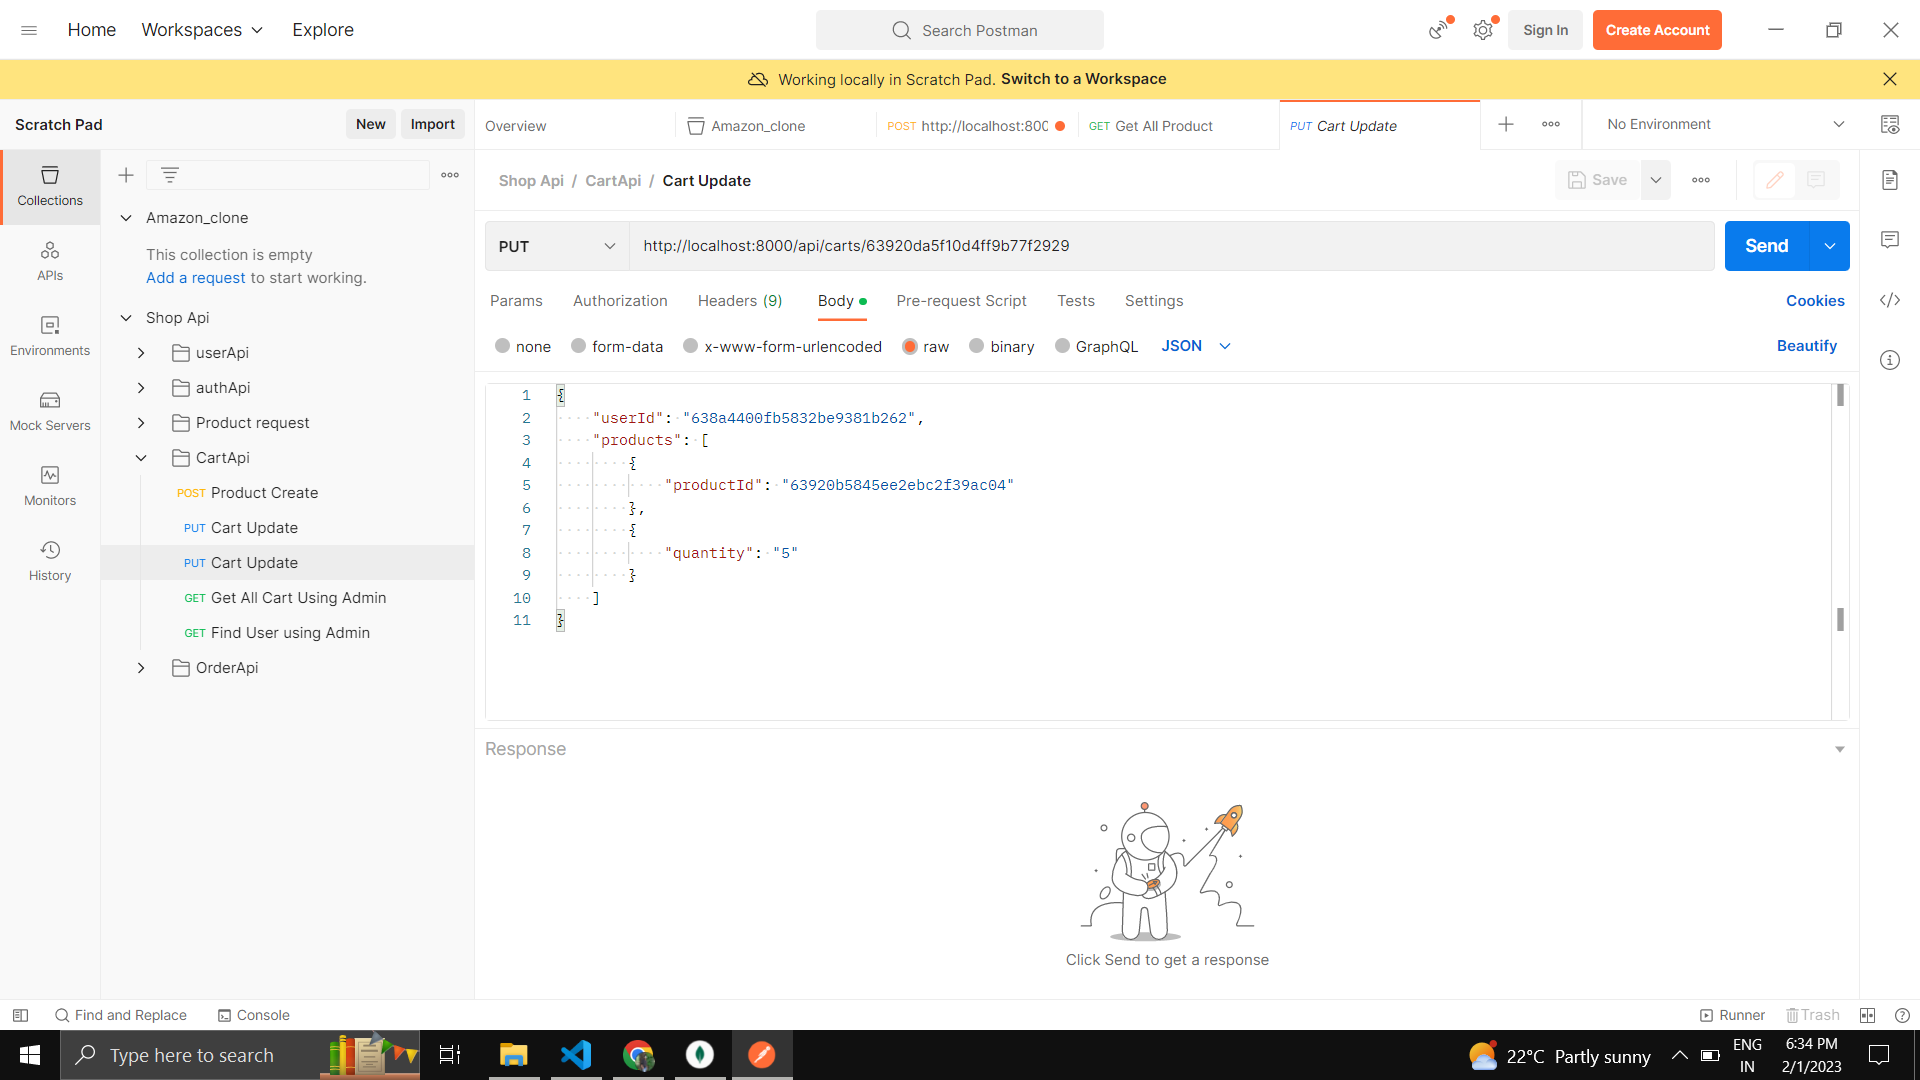 Home
Workspaces
Explore
Search Postman
Sign In
Create Account
Working locally in Scratch Pad. Switch to a Workspace
Scratch Pad
New
Import
Overview
Amazon_clone
POST http://localhost:800
GET Get All Product
PUT Cart Update
No Environment
Collections
APIs
Environments
Mock Servers
Monitors
History
Amazon_clone
This collection is empty
Add a request to start working.
Shop Api
userApi
authApi
Product request
CartApi
POST Product Create
PUT Cart Update
PUT Cart Update
GET Get All Cart Using Admin
GET Find User using Admin
OrderApi
Shop Api / CartApi / Cart Update
Save
PUT
http://localhost:8000/api/carts/63920da5f10d4ff9b77f2929
Send
Params
Authorization
Headers (9)
Body
Pre-request Script
Tests
Settings
Cookies
none
form-data
x-www-form-urlencoded
raw
binary
GraphQL
JSON
Beautify
1 {
2 "userId": "638a4400fb5832be9381b262",
3 "products": [
4 {
5 "productId": "63920b5845ee2ebc2f39ac04"
6 },
7 {
8 "quantity": "5"
9 }
10 ]
11 }
Response
Click Send to get a response
Find and Replace
Console
Runner
Trash
Type here to search
22°C Partly sunny
ENG
IN
6:34 PM
2/1/2023